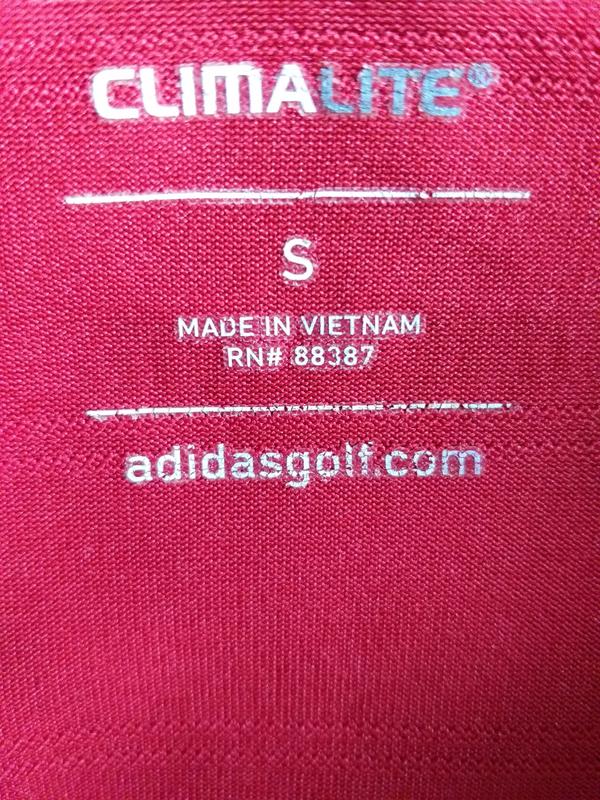 CLIMALITE®
S
MADE IN VIETNAM
RN# 88387
adidasgolf.com